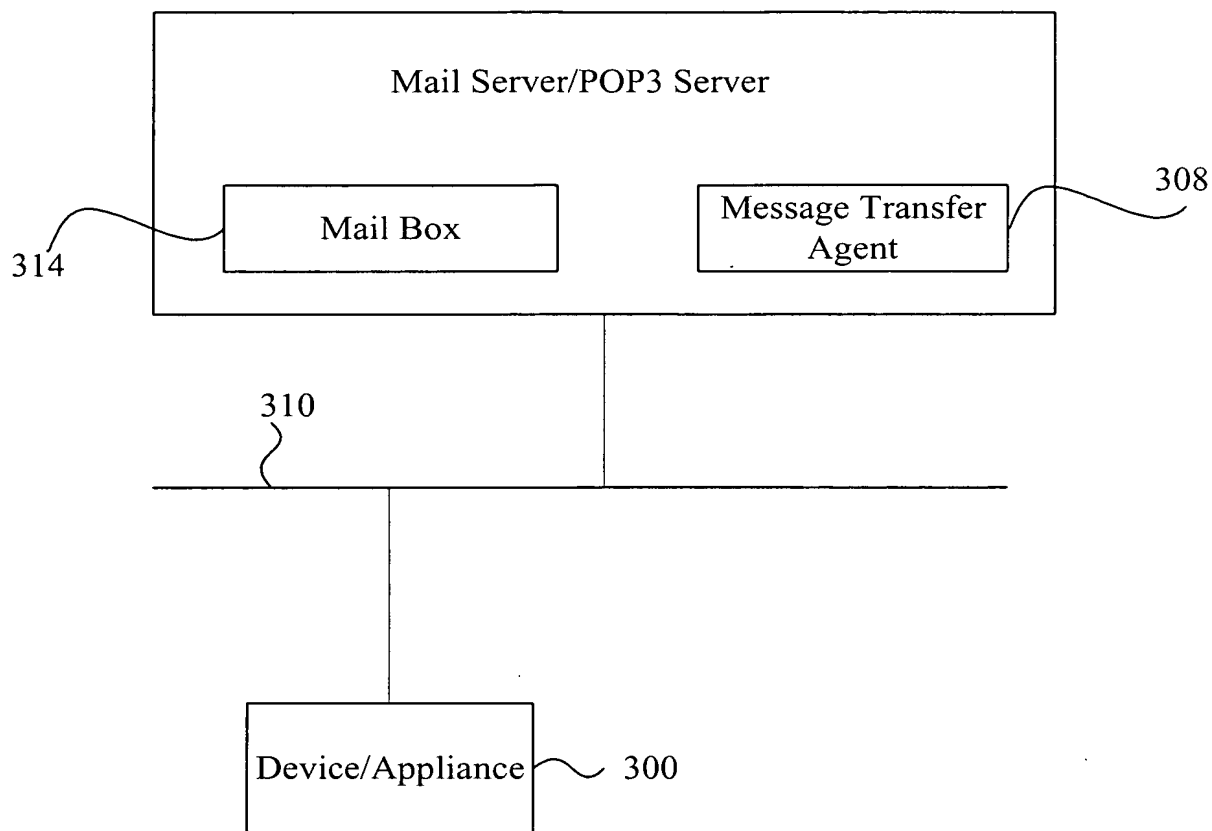 Mail Server/POP3 Server
308
Mail Box
Message Transfer
Agent
314
310
Device/Appliance
300